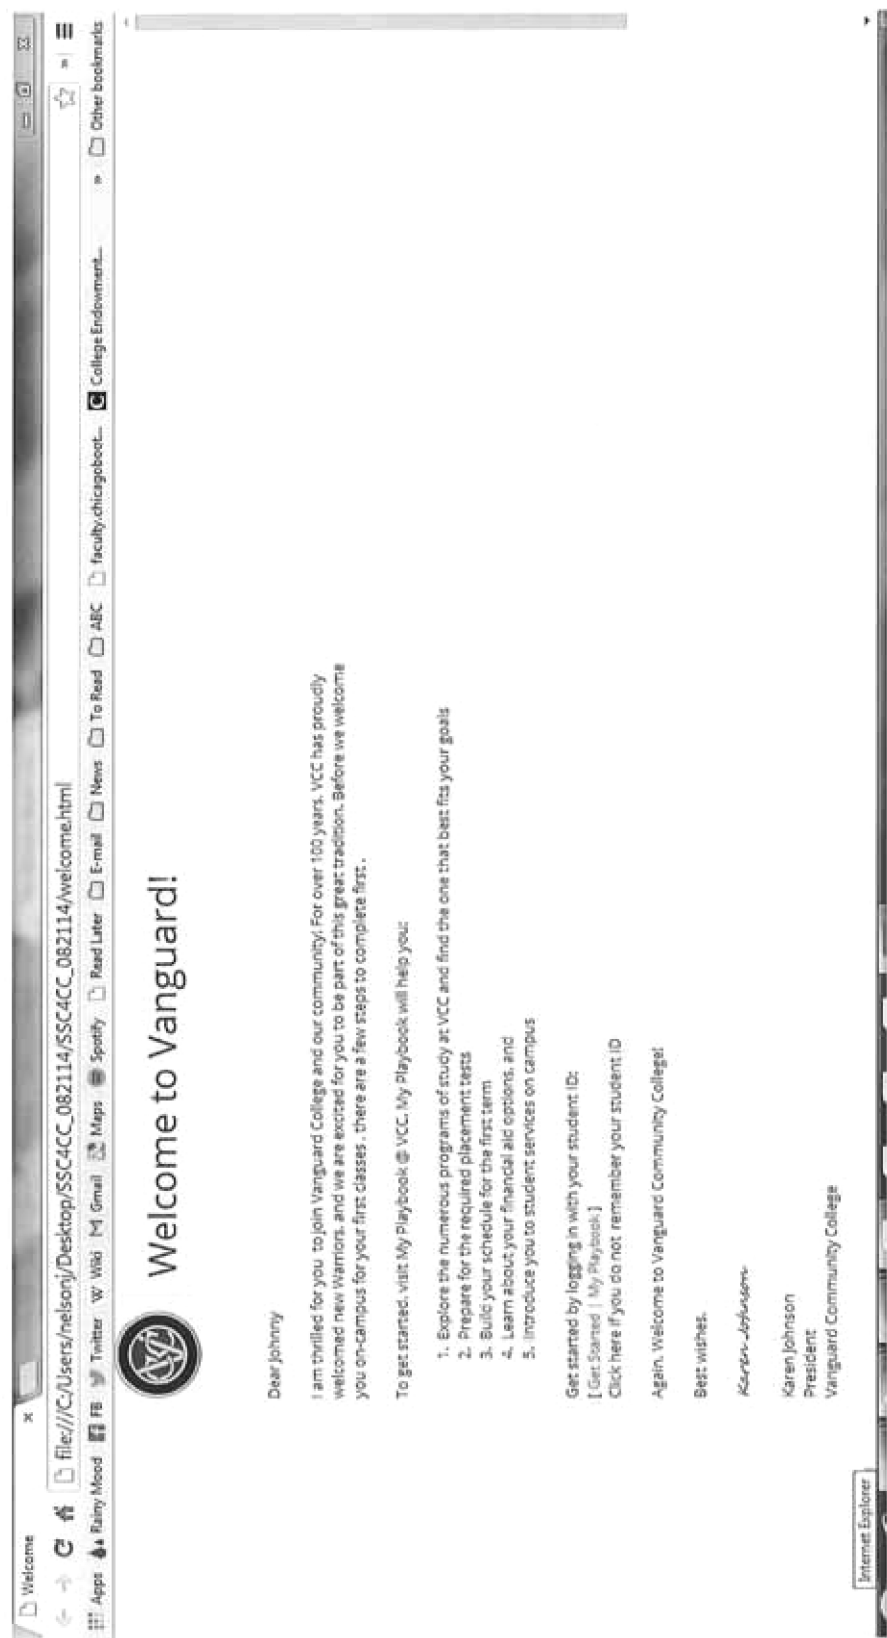 Welcome ×
file:///C:/Users/nelsonj/Desktop/SSC4CC_082114/SSC4CC_082114/welcome.html
Apps Rainy Mood FB Twitter W Wiki Gmail Maps Spotify Read Later E-mail News To Read ABC faculty.chicagoboot... College Endowment... » Other bookmarks
Welcome to Vanguard!
Dear Johnny
I am thrilled for you to join Vanguard College and our community! For over 100 years, VCC has proudly
welcomed new Warriors, and we are excited for you to be part of this great tradition. Before we welcome
you on-campus for your first classes , there are a few steps to complete first .
To get started, visit My Playbook @ VCC. My Playbook will help you:
1. Explore the numerous programs of study at VCC and find the one that best fits your goals
2. Prepare for the required placement tests
3. Build your schedule for the first term
4. Learn about your financial aid options, and
5. Introduce you to student services on campus
Get started by logging in with your student ID:
[ Get Started | My Playbook ]
Click here if you do not remember your student ID
Again, Welcome to Vanguard Community College!
Best wishes,
Karen Johnson
Karen Johnson
President
Vanguard Community College
Internet Explorer